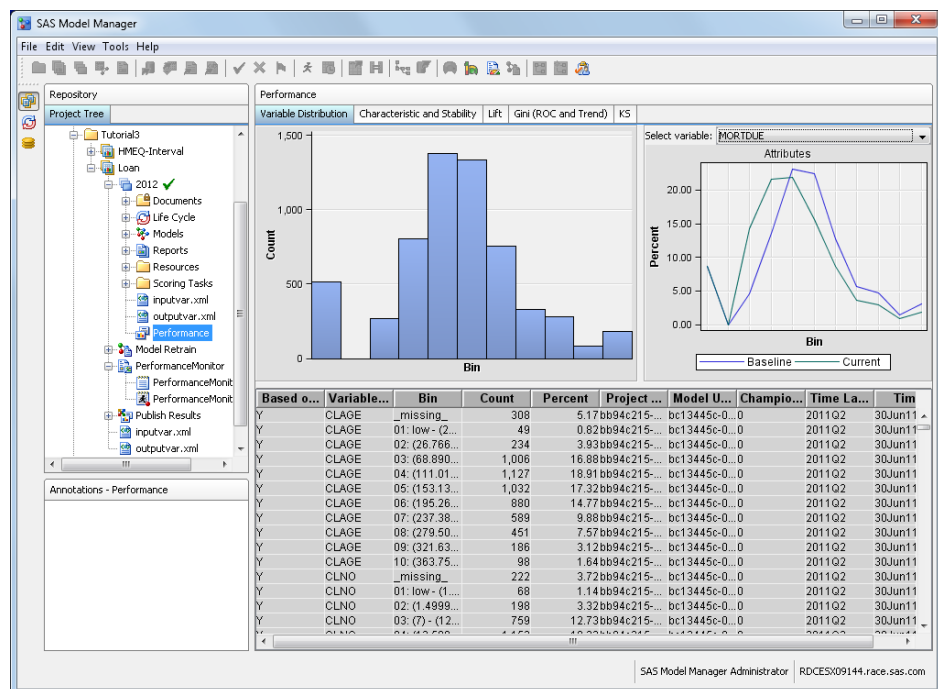 SAS Model Manager
File Edit View Tools Help
Repository
Project Tree
Tutorial3
HMEQ-Interval
Loan
2012
Documents
Life Cycle
Models
Reports
Resources
Scoring Tasks
inputvar.xml
outputvar.xml
Performance
Model Retrain
PerformanceMonitor
PerformanceMonit
PerformanceMonit
Publish Results
inputvar.xml
outputvar.xml
Annotations - Performance
Performance
Variable Distribution Characteristic and Stability Lift Gini (ROC and Trend) KS
1,500
1,000
500
0
Count
Bin
Select variable: MORTDUE
Attributes
20.00
15.00
10.00
5.00
0.00
Percent
Bin
Baseline Current
Based o... Variable... Bin Count Percent Project ... Model U... Champio... Time La... Tim
Y CLAGE _missing_ 308 5.17 bb94c215-... bc13445c-0... 0 2011Q2 30Jun11
Y CLAGE 01: low - (2... 49 0.82 bb94c215-... bc13445c-0... 0 2011Q2 30Jun11
Y CLAGE 02: (26.766... 234 3.93 bb94c215-... bc13445c-0... 0 2011Q2 30Jun11
Y CLAGE 03: (68.890... 1,006 16.88 bb94c215-... bc13445c-0... 0 2011Q2 30Jun11
Y CLAGE 04: (111.01... 1,127 18.91 bb94c215-... bc13445c-0... 0 2011Q2 30Jun11
Y CLAGE 05: (153.13... 1,032 17.32 bb94c215-... bc13445c-0... 0 2011Q2 30Jun11
Y CLAGE 06: (195.26... 880 14.77 bb94c215-... bc13445c-0... 0 2011Q2 30Jun11
Y CLAGE 07: (237.38... 589 9.88 bb94c215-... bc13445c-0... 0 2011Q2 30Jun11
Y CLAGE 08: (279.50... 451 7.57 bb94c215-... bc13445c-0... 0 2011Q2 30Jun11
Y CLAGE 09: (321.63... 186 3.12 bb94c215-... bc13445c-0... 0 2011Q2 30Jun11
Y CLAGE 10: (363.75... 98 1.64 bb94c215-... bc13445c-0... 0 2011Q2 30Jun11
Y CLNO _missing_ 222 3.72 bb94c215-... bc13445c-0... 0 2011Q2 30Jun11
Y CLNO 01: low - (1.... 68 1.14 bb94c215-... bc13445c-0... 0 2011Q2 30Jun11
Y CLNO 02: (1.4999... 198 3.32 bb94c215-... bc13445c-0... 0 2011Q2 30Jun11
Y CLNO 03: (7) - (12... 759 12.73 bb94c215-... bc13445c-0... 0 2011Q2 30Jun11
SAS Model Manager Administrator RDCESX09144.race.sas.com